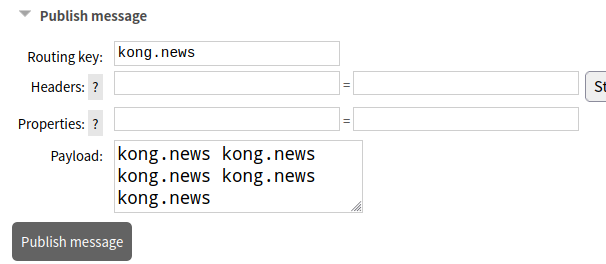 Publish message
Routing key: kong.news
Headers: ? =
Properties: ? =
Payload: kong.news kong.news
kong.news kong.news
kong.news
Publish message